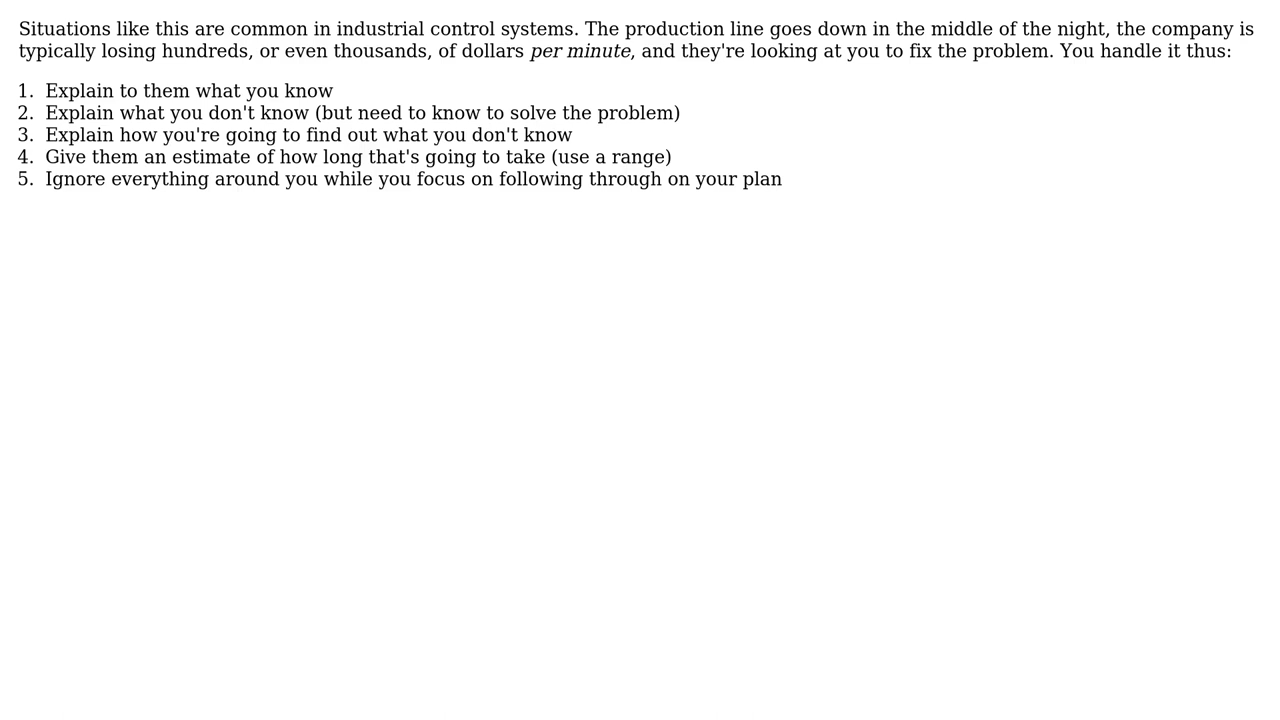 Situations like this are common in industrial control systems. The production line goes down in the middle of the night, the company is
typically losing hundreds, or even thousands, of dollars per minute, and they're looking at you to fix the problem. You handle it thus:
1. Explain to them what you know
2. Explain what you don't know (but need to know to solve the problem)
3. Explain how you're going to find out what you don't know
4. Give them an estimate of how long that's going to take (use a range)
5. Ignore everything around you while you focus on following through on your plan